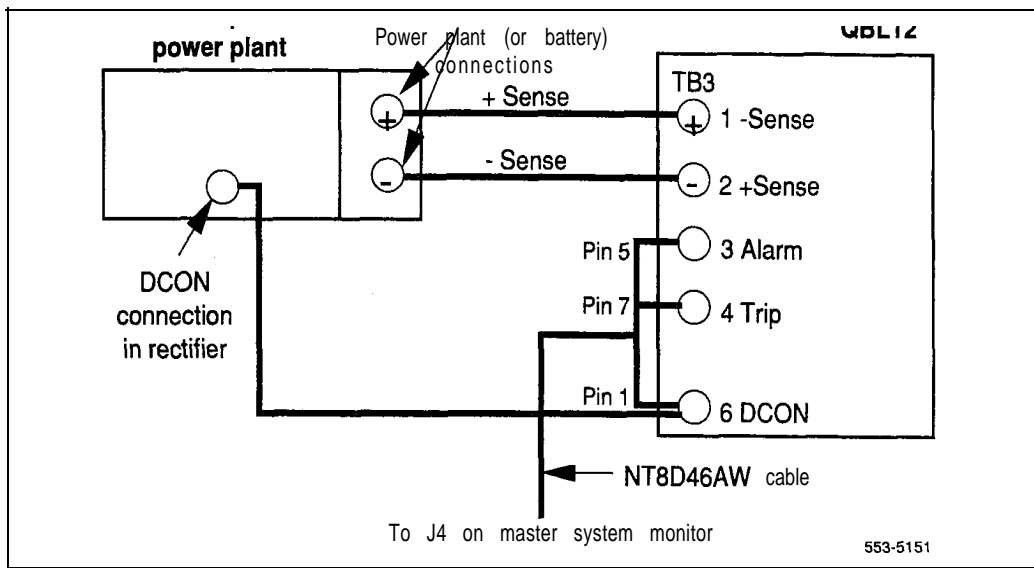 power plant
Power plant (or battery)
connections
QBL12
TB3
+ Sense
+
+
1 -Sense
- Sense
-
-
2 +Sense
Pin 5
3 Alarm
DCON
connection
in rectifier
Pin 7
4 Trip
Pin 1
6 DCON
NT8D46AW cable
To J4 on master system monitor
553-5151